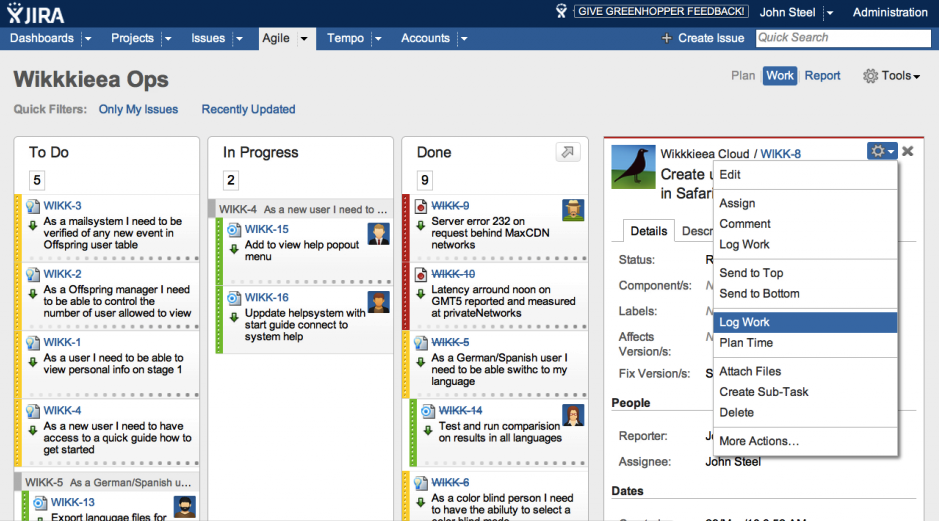 JIRA
GIVE GREENHOPPER FEEDBACK!
John Steel
Administration
Dashboards
Projects
Issues
Agile
Tempo
Accounts
+ Create Issue
Quick Search
Wikkkieea Ops
Plan
Work
Report
Tools
Quick Filters:
Only My Issues
Recently Updated
To Do
5
WIKK-3
As a mailsystem I need to be
verified of any new event in
Offspring user table
WIKK-2
As a Offspring manager I need
to be able to control the
number of user allowed to view
WIKK-1
As a user I need to be able to
view personal info on stage 1
WIKK-4
As a new user I need to have
access to a quick guide how to
get started
WIKK-5 As a German/Spanish u...
WIKK-13
Export langugae files for
In Progress
2
WIKK-4 As a new user I need to ...
WIKK-15
Add to view help popout
menu
WIKK-16
Uppdate helpsystem with
start guide connect to
system help
Done
9
WIKK-9
Server error 232 on
request behind MaxCDN
networks
WIKK-10
Latency arround noon on
GMT5 reported and measured
at privateNetworks
WIKK-5
As a German/Spanish user I
need to be able swithc to my
language
WIKK-14
Test and run comparision
on results in all languages
WIKK-6
As a color blind person I need
to have the abiluty to select a
Wikkkieea Cloud / WIKK-8
Create
in Safari
Details
Descr
Status:
Component/s:
Labels:
Affects
Version/s:
Fix Version/s:
People
Reporter:
Assignee:
John Steel
Dates
Edit
Assign
Comment
Log Work
Send to Top
Send to Bottom
Log Work
Plan Time
Attach Files
Create Sub-Task
Delete
More Actions...